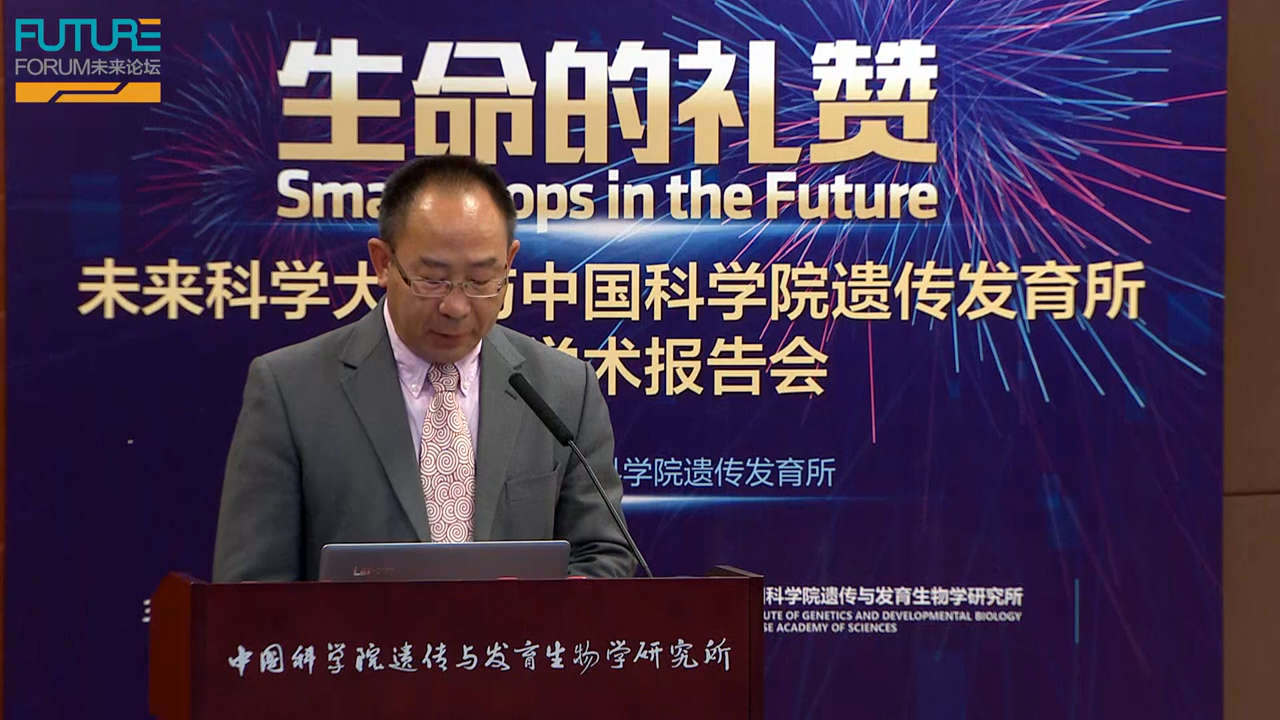 FUTURE
FORUM未来论坛
生命的礼赞
Sma ops in the Future
未来科学大 中国科学院遗传发育所
学术报告会
学院遗传发育所
科学院遗传与发育生物学研究所
UTE OF GENETICS AND DEVELOPMENTAL BIOLOGY
SE ACADEMY OF SCIENCES
Lenovo
中国科学院遗传与发育生物学研究所